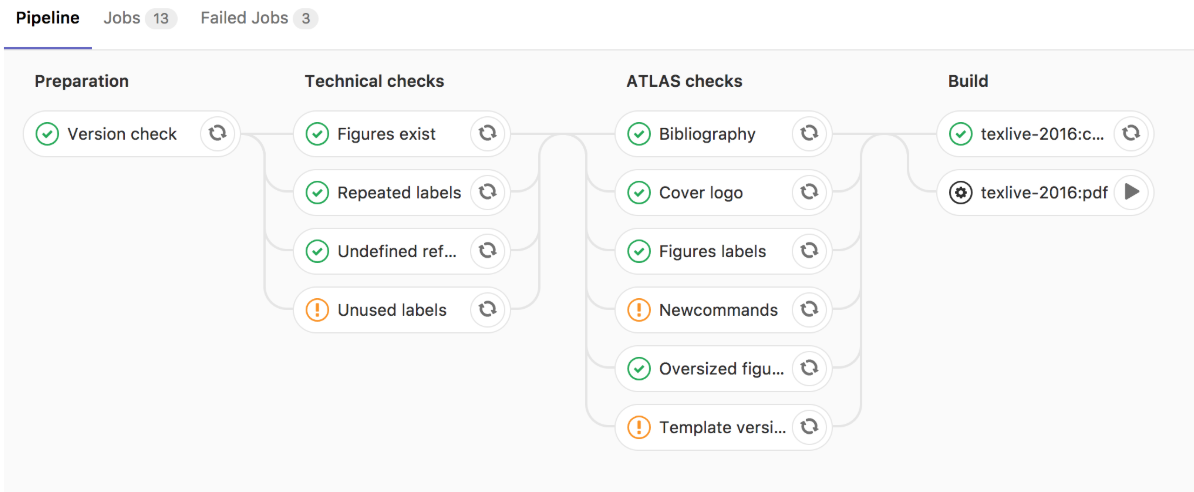 Pipeline Jobs 13 Failed Jobs 3
Preparation Technical checks ATLAS checks Build
Version check Figures exist Bibliography texlive-2016:c...
Repeated labels Cover logo texlive-2016:pdf
Undefined ref... Figures labels
Unused labels Newcommands
Oversized figu...
Template versi...